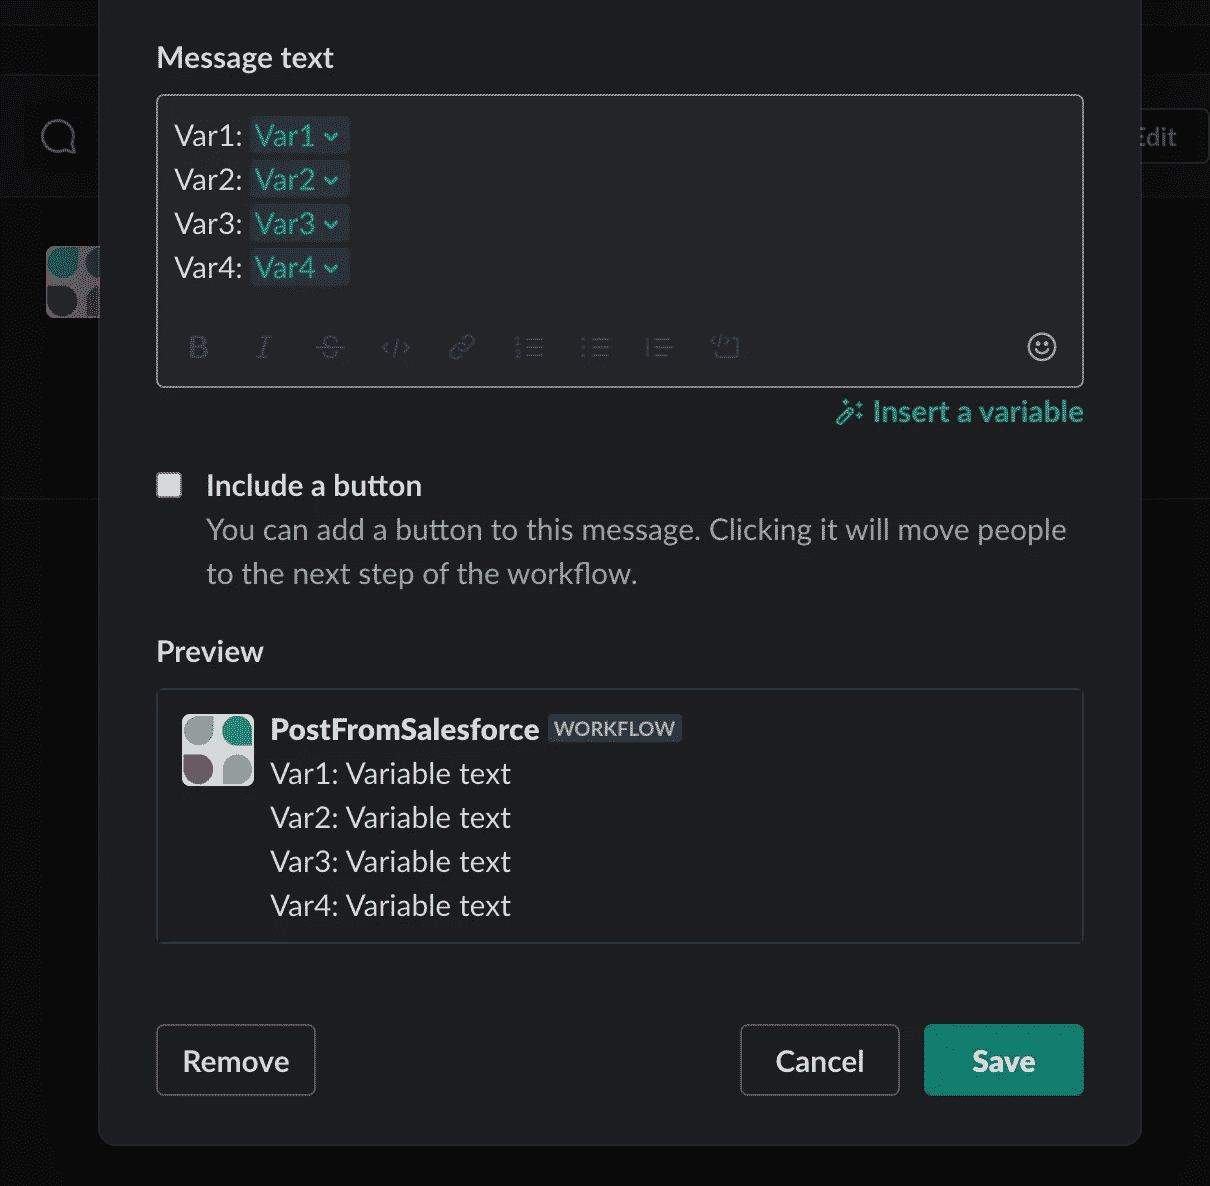 Message text
Var1: Var1
Var2: Var2
Var3: Var3
Var4: Var4
B I S </>
Insert a variable
Edit
Include a button
You can add a button to this message. Clicking it will move people
to the next step of the workflow.
Preview
PostFromSalesforce WORKFLOW
Var1: Variable text
Var2: Variable text
Var3: Variable text
Var4: Variable text
Remove
Cancel
Save